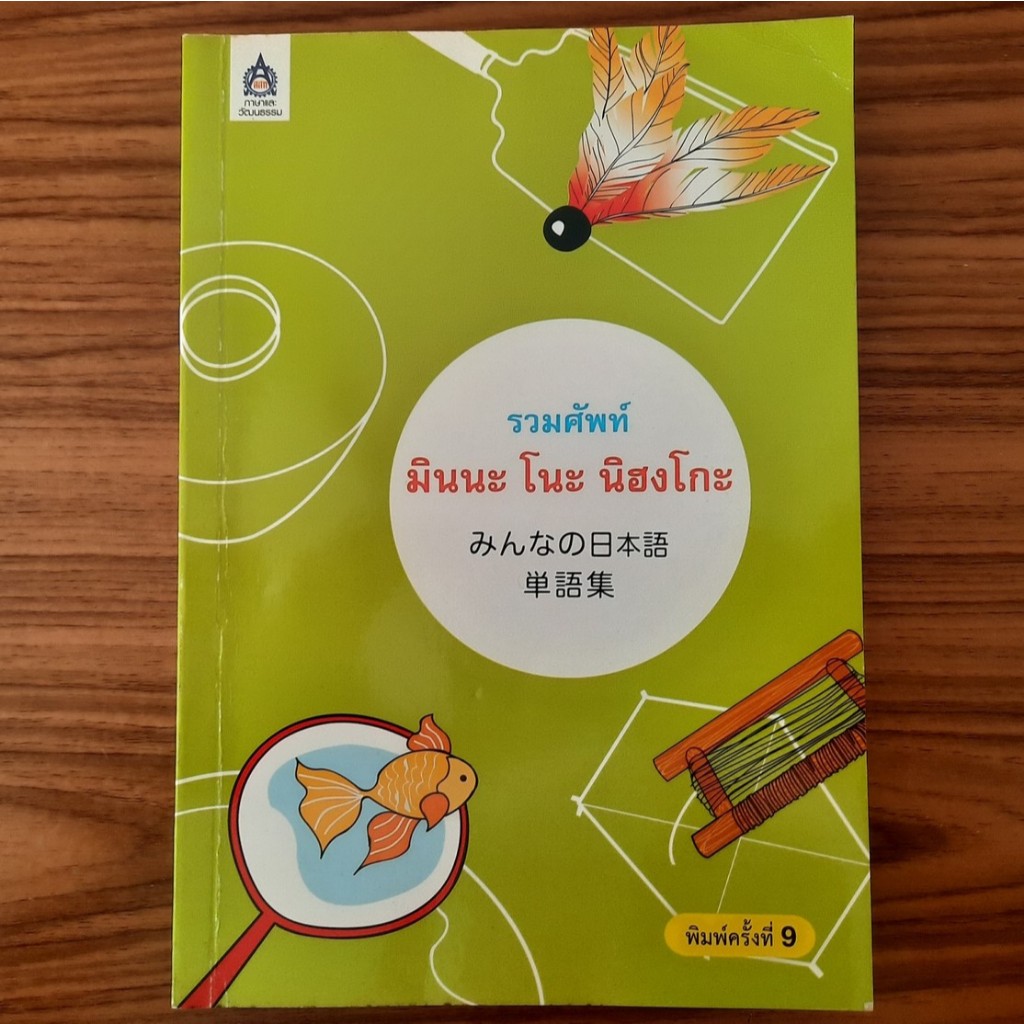 ภาษาและ
วัฒนธรรม
รวมศัพท์
มินนะ โนะ นิฮงโกะ
みんなの日本語
単語集
พิมพ์ครั้งที่ 9